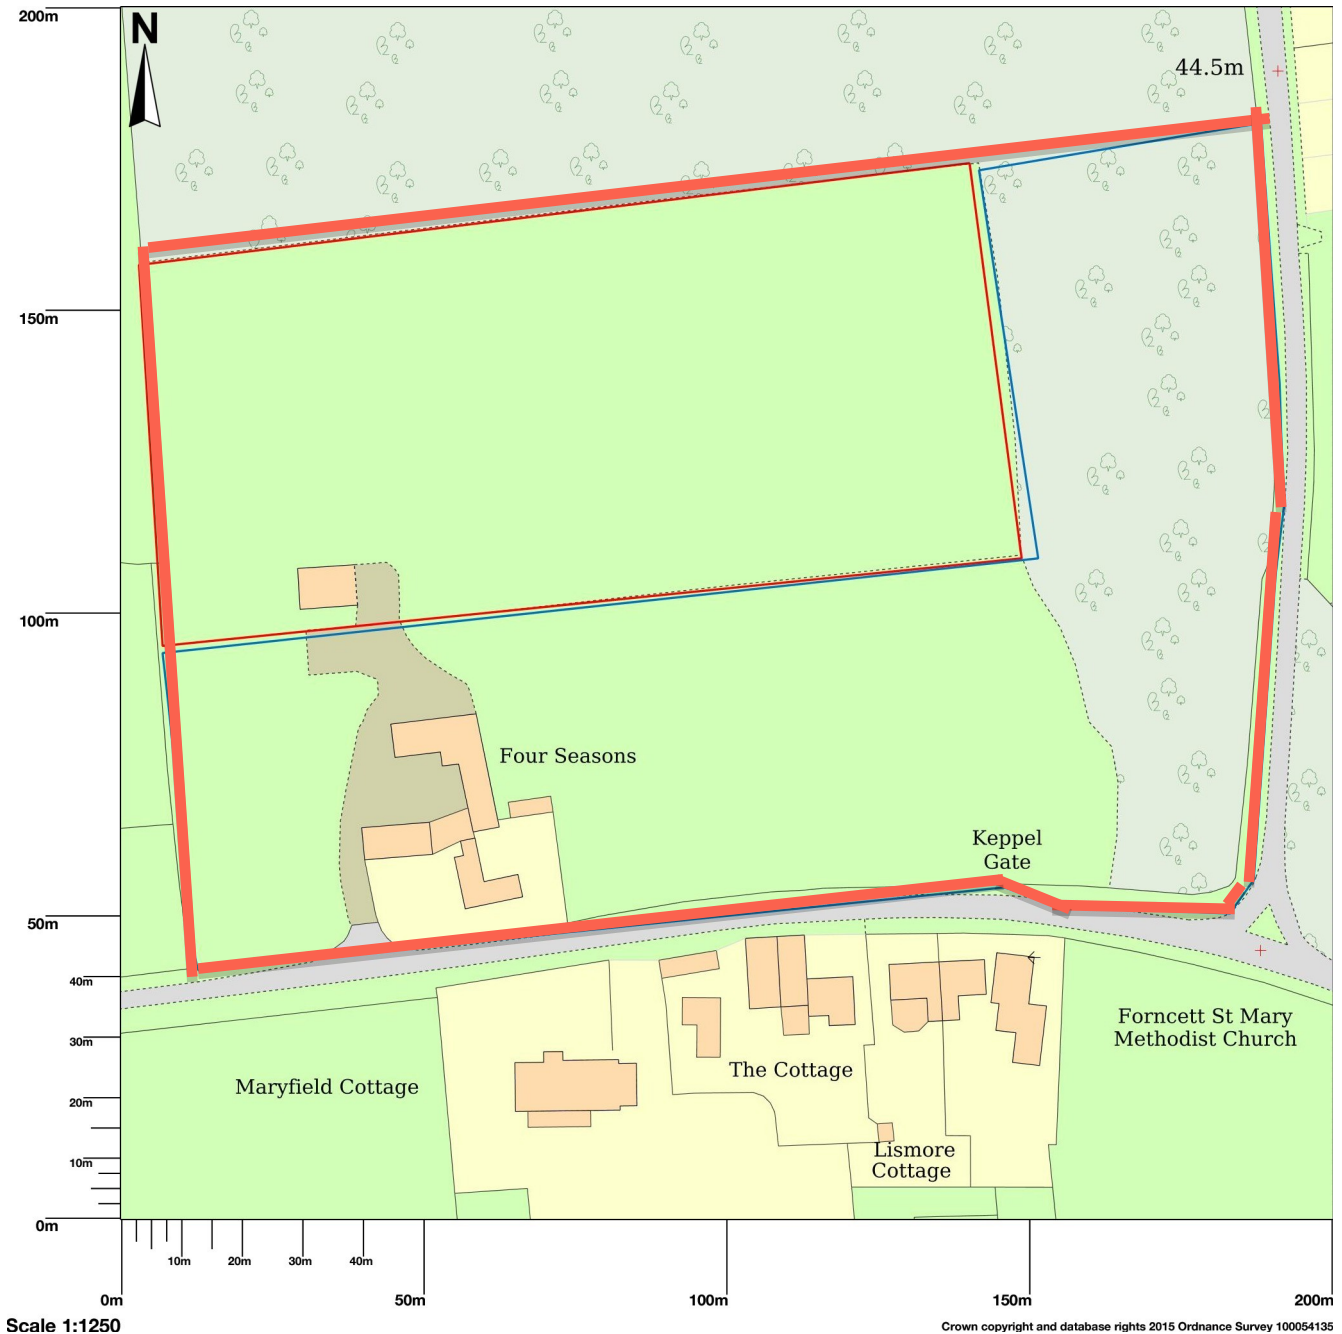 200m
N
44.5m
150m
100m
Four Seasons
Keppel
Gate
50m
40m
30m
20m
10m
0m
Forncett St Mary
Methodist Church
The Cottage
Maryfield Cottage
Lismore
Cottage
10m
20m
30m
40m
0m
50m
100m
150m
200m
Scale 1:1250
Crown copyright and database rights 2015 Ordnance Survey 100054135